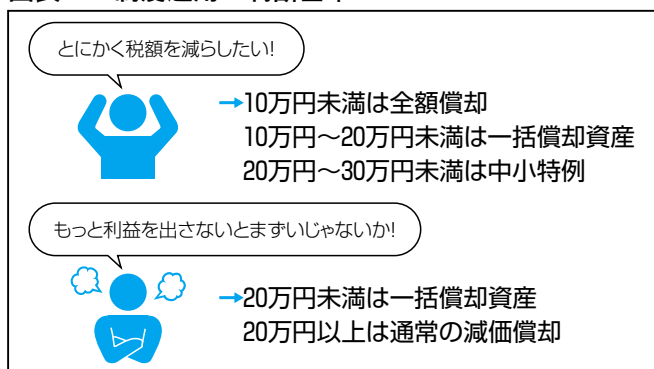 とにかく税額を減らしたい!
→10万円未満は全額償却
10万円～20万円未満は一括償却資産
20万円～30万円未満は中小特例
もっと利益を出さないとまずいじゃないか!
→20万円未満は一括償却資産
20万円以上は通常の減価償却